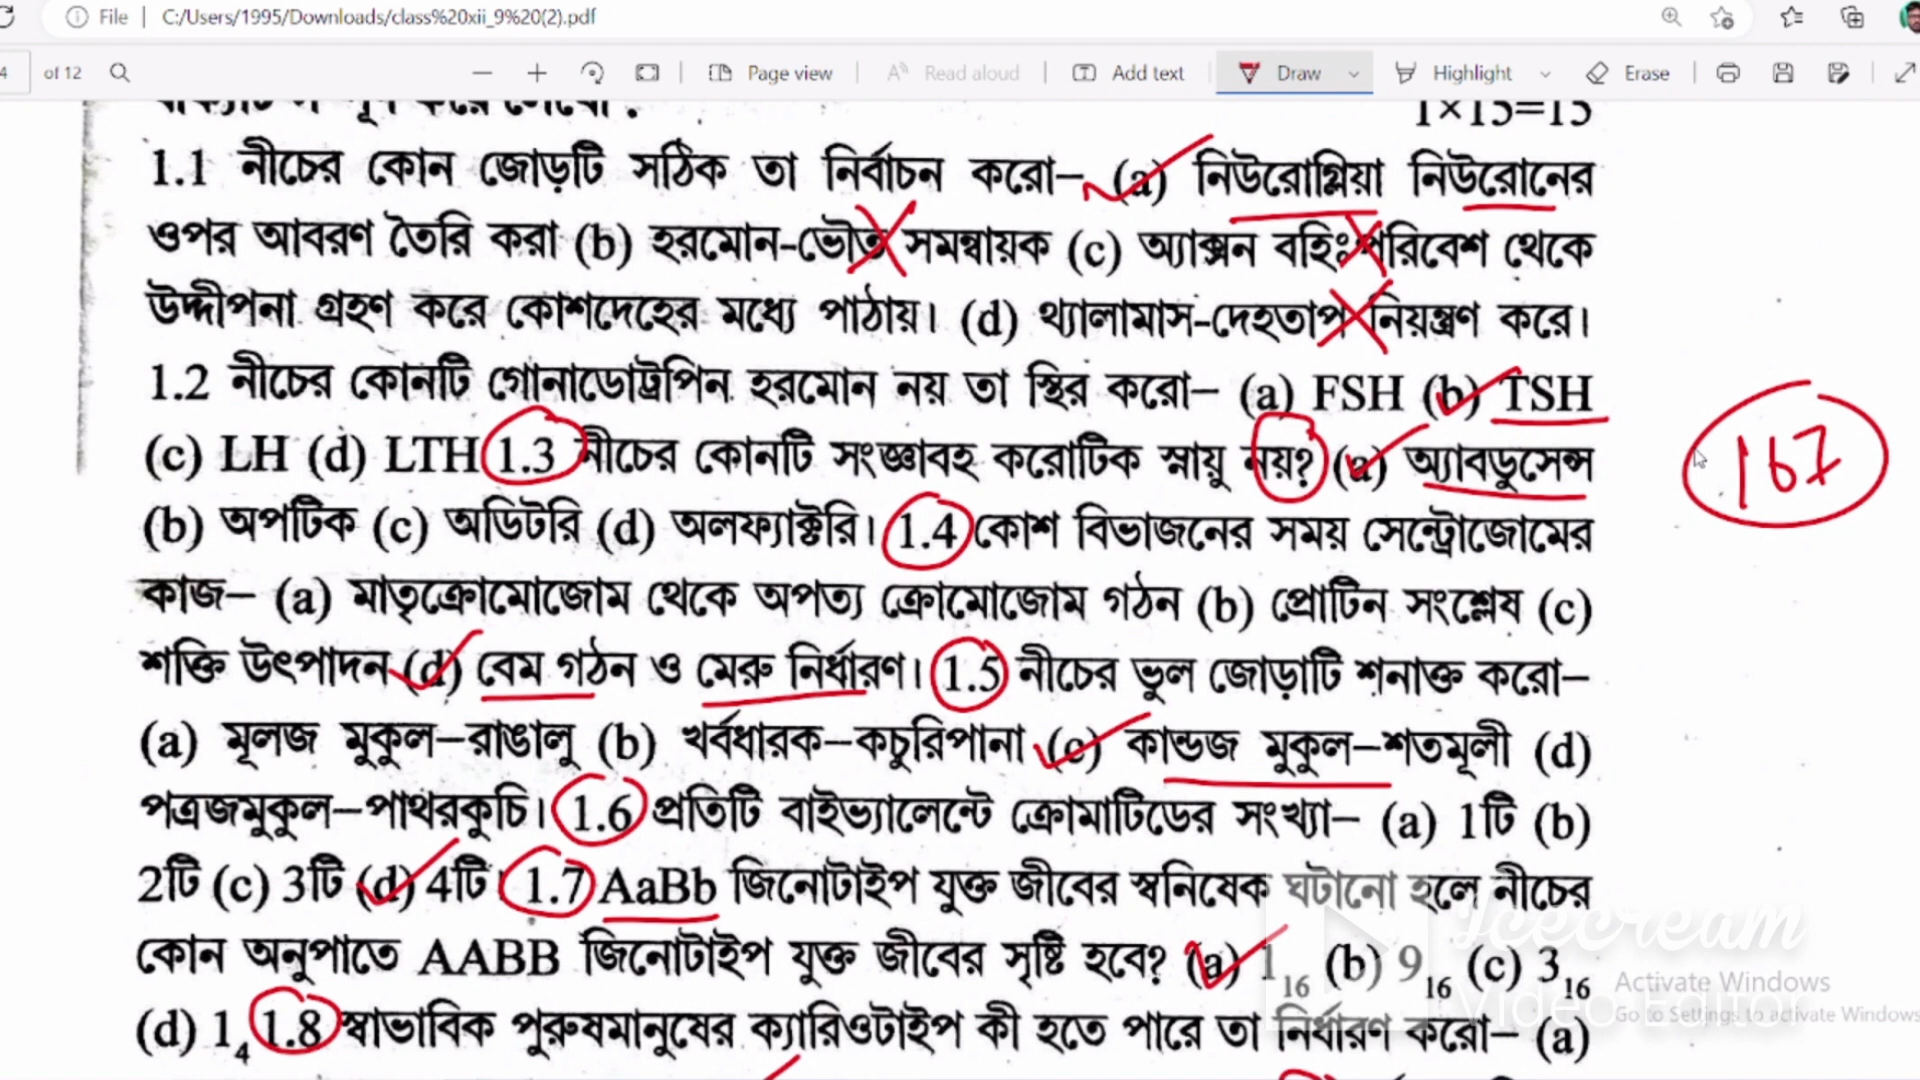 File C:/Users/1995/Downloads/class%20xii_9%20(2).pdf
4 of 12 Page view Read aloud Add text Draw Highlight Erase
1×15=15
1.1 নীচের কোন জোড়টি সঠিক তা নির্বাচন করো– (a) নিউরোগ্লিয়া নিউরোনের
ওপর আবরণ তৈরি করা (b) হরমোন-ভৌত সমন্বায়ক (c) অ্যাক্সন বহিঃপরিবেশ থেকে
উদ্দীপনা গ্রহণ করে কোশদেহের মধ্যে পাঠায়। (d) থ্যালামাস-দেহতাপ নিয়ন্ত্রণ করে।
1.2 নীচের কোনটি গোনাডোট্রপিন হরমোন নয় তা স্থির করো– (a) FSH (b) TSH
(c) LH (d) LTH 1.3 নীচের কোনটি সংজ্ঞাবহ করোটিক স্নায়ু নয়? (a) অ্যাবডুসেন্স
167
(b) অপটিক (c) অডিটরি (d) অলফ্যাক্টরি। 1.4 কোশ বিভাজনের সময় সেন্ট্রোজোমের
কাজ– (a) মাতৃক্রোমোজোম থেকে অপত্য ক্রোমোজোম গঠন (b) প্রোটিন সংশ্লেষ (c)
শক্তি উৎপাদন (d) বেম গঠন ও মেরু নির্ধারণ। 1.5 নীচের ভুল জোড়াটি শনাক্ত করো–
(a) মূলজ মুকুল–রাঙালু (b) খর্বধারক–কচুরিপানা (c) কান্ডজ মুকুল–শতমূলী (d)
পত্রজমুকুল–পাথরকুচি। 1.6 প্রতিটি বাইভ্যালেন্টে ক্রোমাটিডের সংখ্যা– (a) 1টি (b)
2টি (c) 3টি (d) 4টি। 1.7 AaBb জিনোটাইপ যুক্ত জীবের স্বনিষেক ঘটানো হলে নীচের
কোন অনুপাতে AABB জিনোটাইপ যুক্ত জীবের সৃষ্টি হবে? (a) 1 16 (b) 9 16 (c) 3 16
(d) 1 4 1.8 স্বাভাবিক পুরুষমানুষের ক্যারিওটাইপ কী হতে পারে তা নির্ধারণ করো– (a)
Icecream
Video Editor
Activate Windows
Go to Settings to activate Windows